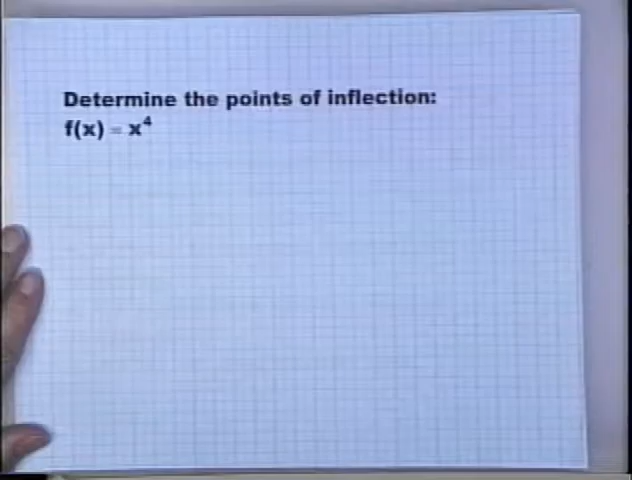 Determine the points of inflection:
f(x) = x⁴